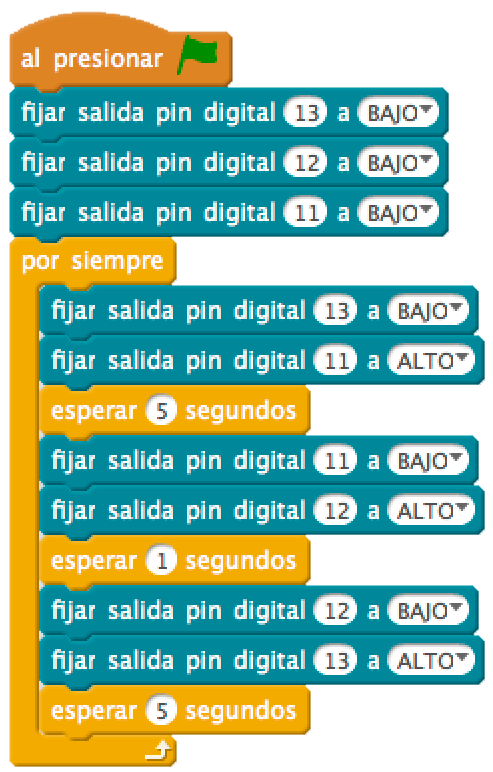 al presionar
fijar salida pin digital 13 a BAJO
fijar salida pin digital 12 a BAJO
fijar salida pin digital 11 a BAJO
por siempre
fijar salida pin digital 13 a BAJO
fijar salida pin digital 11 a ALTO
esperar 5 segundos
fijar salida pin digital 11 a BAJO
fijar salida pin digital 12 a ALTO
esperar 1 segundos
fijar salida pin digital 12 a BAJO
fijar salida pin digital 13 a ALTO
esperar 5 segundos